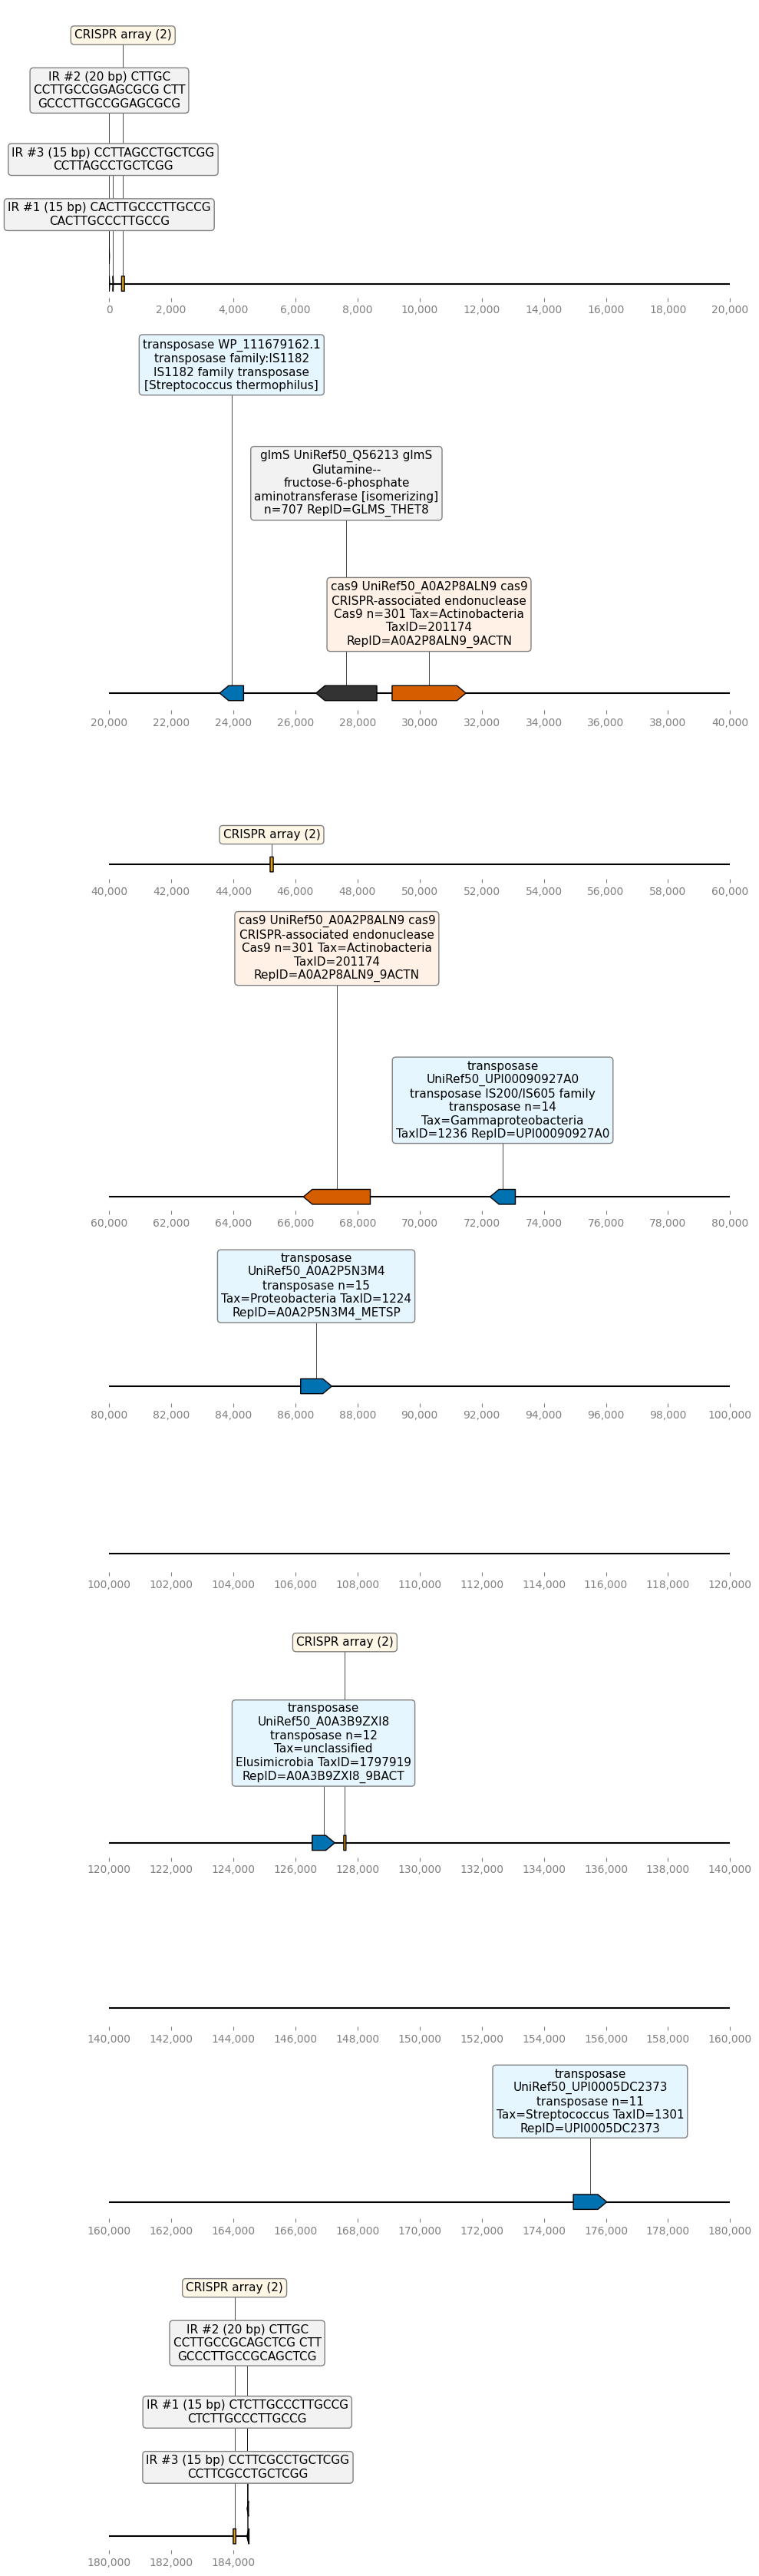 CRISPR array (2)
IR #2 (20 bp) CTTGC
CCTTGCCGGAGCGCG CTT
GCCCTTGCCGGAGCGCG
IR #3 (15 bp) CCTTAGCCTGCTCGG
CCTTAGCCTGCTCGG
IR #1 (15 bp) CACTTGCCCTTGCCG
CACTTGCCCTTGCCG
0 2,000 4,000 6,000 8,000 10,000 12,000 14,000 16,000 18,000 20,000
transposase WP_111679162.1
transposase family:IS1182
IS1182 family transposase
[Streptococcus thermophilus]
glmS UniRef50_Q56213 glmS
Glutamine--
fructose-6-phosphate
aminotransferase [isomerizing]
n=707 RepID=GLMS_THET8
cas9 UniRef50_A0A2P8ALN9 cas9
CRISPR-associated endonuclease
Cas9 n=301 Tax=Actinobacteria
TaxID=201174
RepID=A0A2P8ALN9_9ACTN
20,000 22,000 24,000 26,000 28,000 30,000 32,000 34,000 36,000 38,000 40,000
CRISPR array (2)
40,000 42,000 44,000 46,000 48,000 50,000 52,000 54,000 56,000 58,000 60,000
cas9 UniRef50_A0A2P8ALN9 cas9
CRISPR-associated endonuclease
Cas9 n=301 Tax=Actinobacteria
TaxID=201174
RepID=A0A2P8ALN9_9ACTN
transposase
UniRef50_UPI00090927A0
transposase IS200/IS605 family
transposase n=14
Tax=Gammaproteobacteria
TaxID=1236 RepID=UPI00090927A0
60,000 62,000 64,000 66,000 68,000 70,000 72,000 74,000 76,000 78,000 80,000
transposase
UniRef50_A0A2P5N3M4
transposase n=15
Tax=Proteobacteria TaxID=1224
RepID=A0A2P5N3M4_METSP
80,000 82,000 84,000 86,000 88,000 90,000 92,000 94,000 96,000 98,000 100,000
100,000 102,000 104,000 106,000 108,000 110,000 112,000 114,000 116,000 118,000 120,000
CRISPR array (2)
transposase
UniRef50_A0A3B9ZXI8
transposase n=12
Tax=unclassified
Elusimicrobia TaxID=1797919
RepID=A0A3B9ZXI8_9BACT
120,000 122,000 124,000 126,000 128,000 130,000 132,000 134,000 136,000 138,000 140,000
140,000 142,000 144,000 146,000 148,000 150,000 152,000 154,000 156,000 158,000 160,000
transposase
UniRef50_UPI0005DC2373
transposase n=11
Tax=Streptococcus TaxID=1301
RepID=UPI0005DC2373
160,000 162,000 164,000 166,000 168,000 170,000 172,000 174,000 176,000 178,000 180,000
CRISPR array (2)
IR #2 (20 bp) CTTGC
CCTTGCCGCAGCTCG CTT
GCCCTTGCCGCAGCTCG
IR #1 (15 bp) CTCTTGCCCTTGCCG
CTCTTGCCCTTGCCG
IR #3 (15 bp) CCTTCGCCTGCTCGG
CCTTCGCCTGCTCGG
180,000 182,000 184,000